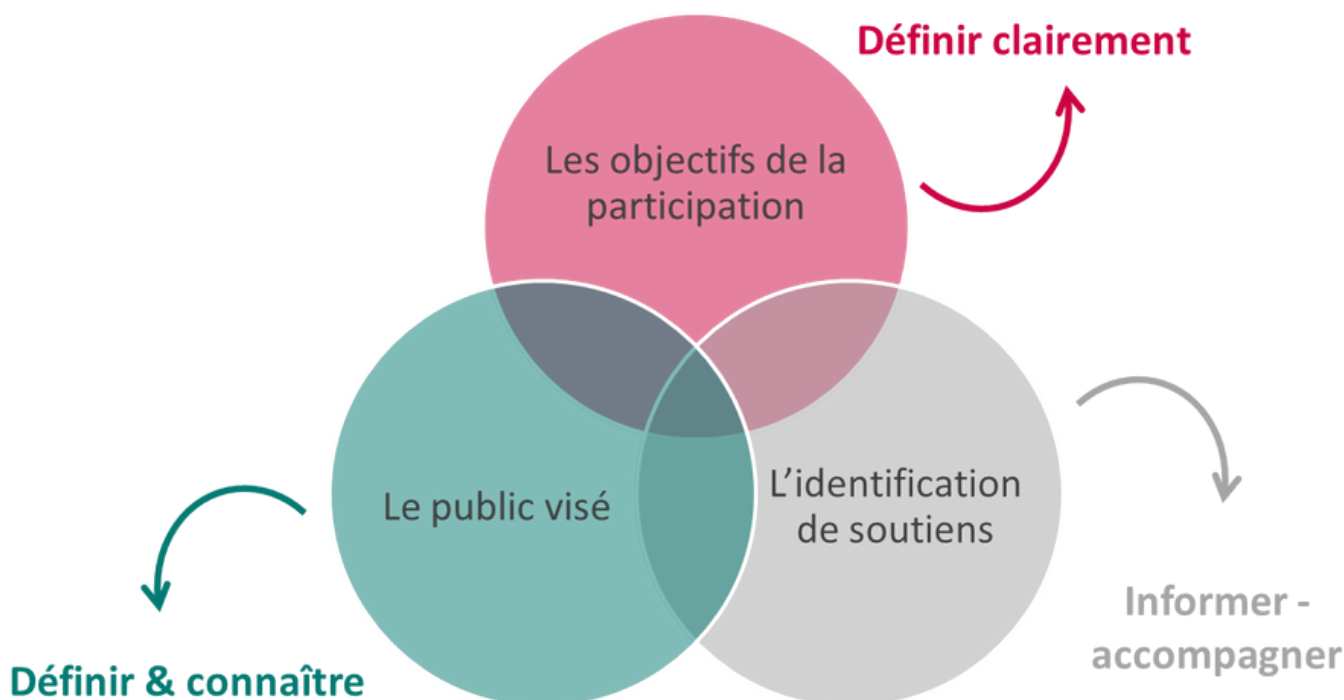 Définir clairement
Les objectifs de la
participation
Le public visé
L’identification
de soutiens
Informer -
accompagner
Définir & connaître